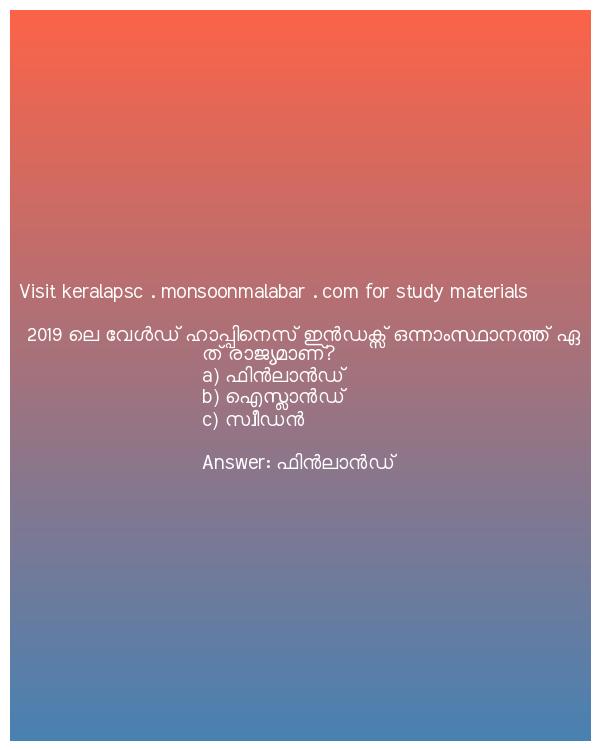 Visit keralapsc . monsoonmalabar . com for study materials
2019 ലെ വേൾഡ് ഹാപ്പിനെസ് ഇൻഡക്സ് ഒന്നാംസ്ഥാനത്ത് ഏ
ത് രാജ്യമാണ്?
a) ഫിൻലാൻഡ്
b) ഐസ്ലാൻഡ്
c) സ്വീഡൻ
Answer: ഫിൻലാൻഡ്